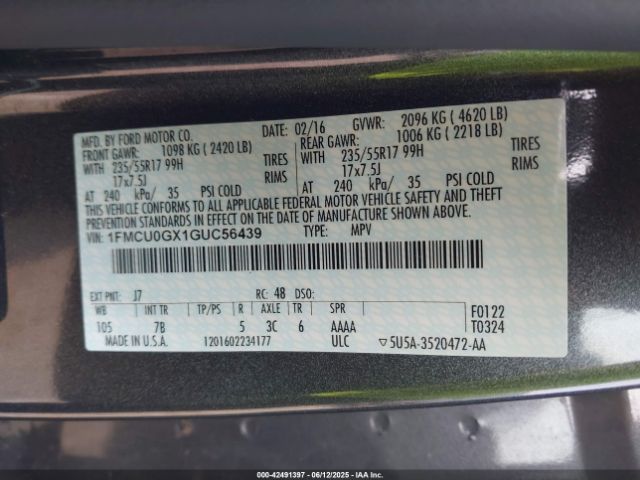 MFD. BY FORD MOTOR CO. DATE: 02/16 GVWR: 2096 KG ( 4620 LB)
FRONT GAWR: 1098 KG ( 2420 LB) REAR GAWR: 1006 KG ( 2218 LB)
WITH 235/55R17 99H TIRES WITH 235/55R17 99H TIRES
17x7.5J RIMS 17x7.5J RIMS
AT 240 kPa/ 35 PSI COLD AT 240 kPa/ 35 PSI COLD
THIS VEHICLE CONFORMS TO ALL APPLICABLE FEDERAL MOTOR VEHICLE SAFETY AND THEFT
PREVENTION STANDARDS IN EFFECT ON THE DATE OF MANUFACTURE SHOWN ABOVE.
VIN: 1FMCU0GX1GUC56439 TYPE: MPV
EXT PNT: J7 RC: 48 DSO:
WB INT TR TP/PS R AXLE TR SPR F0122
105 7B 5 3C 6 AAAA T0324
MADE IN U.S.A. 1201602234177 ULC ▽5U5A-3520472-AA
000-42491397 - 06/12/2025 - IAA Inc.